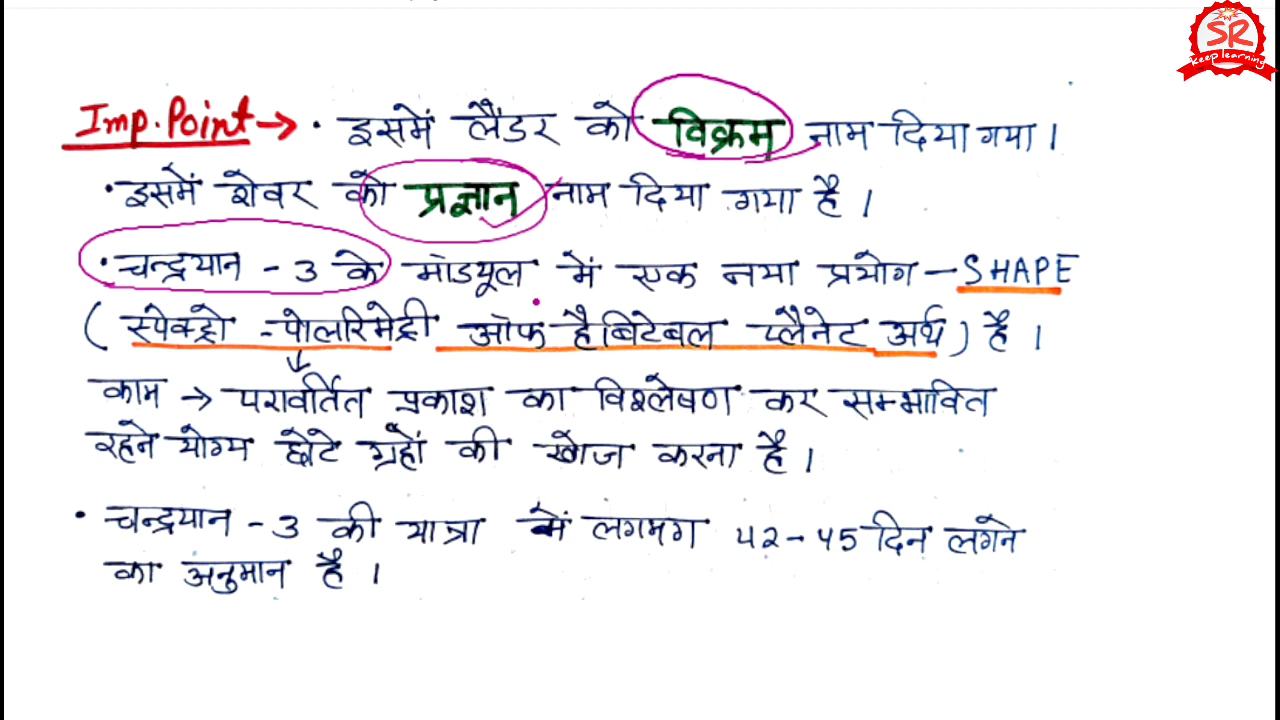 SR
Keep learning
Imp. Point → • इसमें लैंडर को विक्रम नाम दिया गया ।
• इसमें रोवर को प्रज्ञान नाम दिया गया है ।
• चन्द्रयान - 3 के मॉड्यूल में एक नया प्रयोग – SHAPE
( स्पेक्ट्रो - पोलरिमेट्री ऑफ हैबिटेबल प्लैनेट अर्थ ) है ।
काम → परावर्तित प्रकाश का विश्लेषण कर सम्भावित
रहने योग्य छोटे ग्रहों की खोज करना है ।
• चन्द्रयान - 3 की यात्रा में लगभग 42 - 45 दिन लगने
का अनुमान है ।